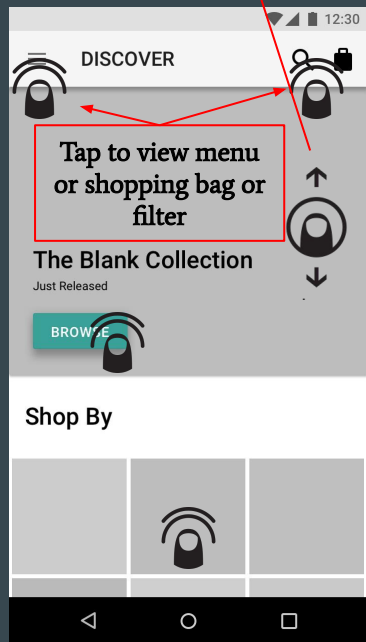 12:30
DISCOVER
Tap to view menu
or shopping bag or
filter
The Blank Collection
Just Released
BROWSE
Shop By